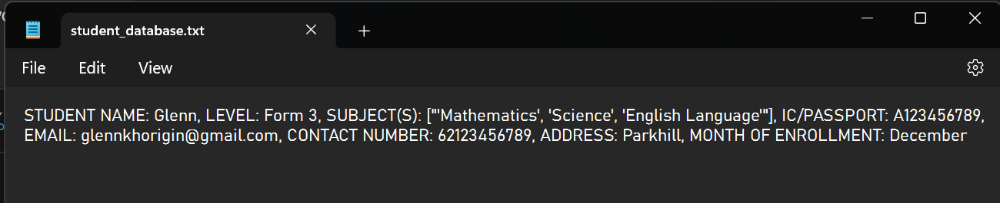 student_database.txt
File Edit View
STUDENT NAME: Glenn, LEVEL: Form 3, SUBJECT(S): ["'Mathematics', 'Science', 'English Language'"], IC/PASSPORT: A123456789,
EMAIL: glennkhorigin@gmail.com, CONTACT NUMBER: 62123456789, ADDRESS: Parkhill, MONTH OF ENROLLMENT: December